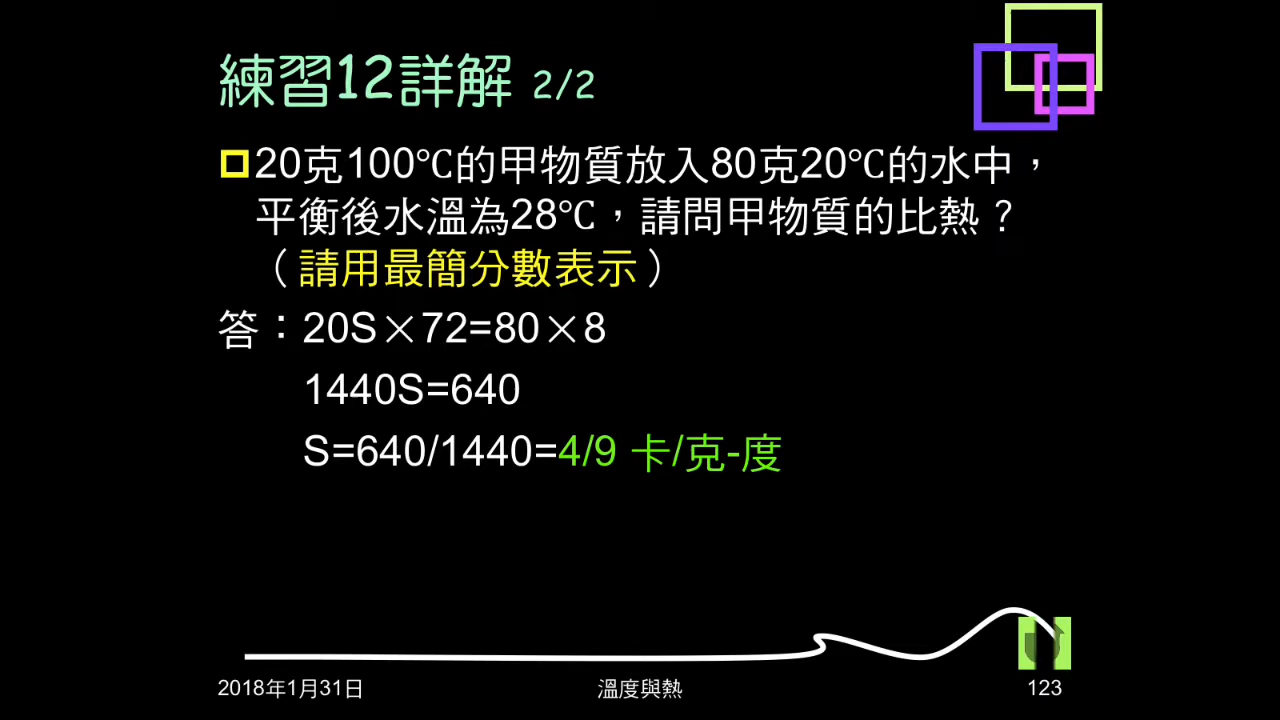 練習12詳解 2/2
20克100℃的甲物質放入80克20℃的水中，
平衡後水溫為28℃，請問甲物質的比熱？
（請用最簡分數表示）
答：20S×72=80×8
1440S=640
S=640/1440=4/9 卡/克-度
2018年1月31日
溫度與熱
123